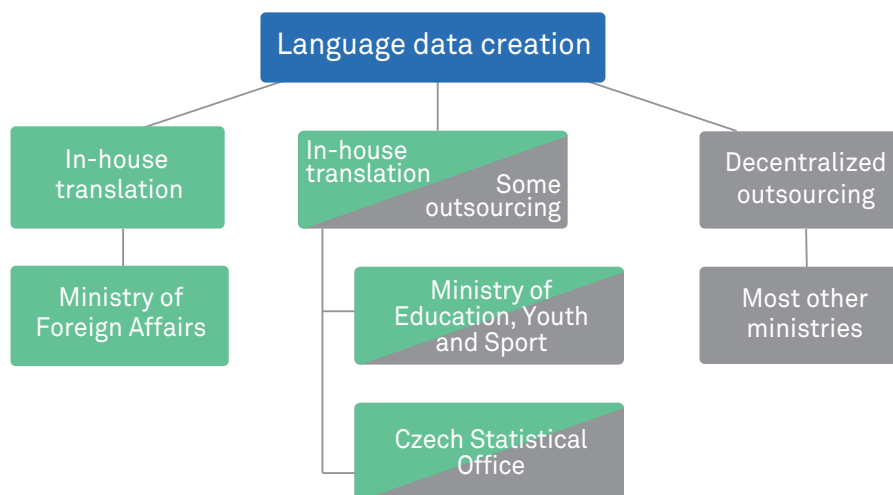 Language data creation
In-house
translation
In-house
translation
Some
outsourcing
Decentralized
outsourcing
Ministry of
Foreign Affairs
Ministry of
Education, Youth
and Sport
Most other
ministries
Czech Statistical
Office